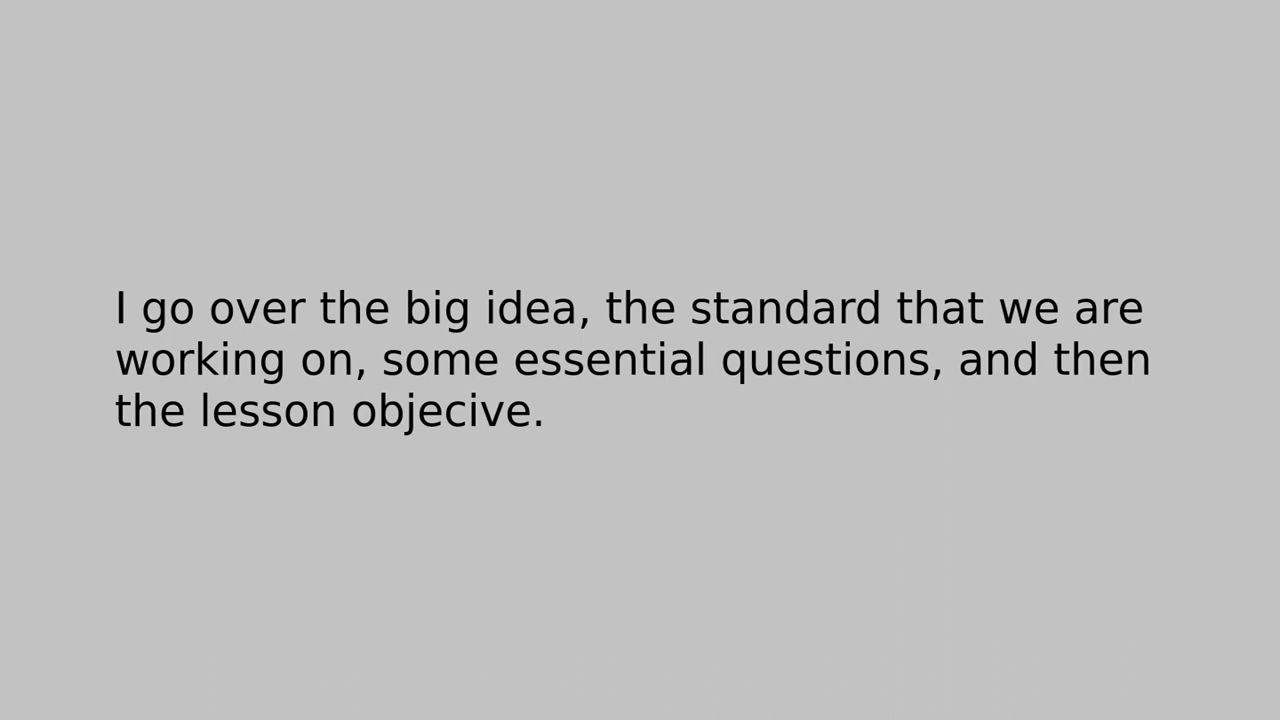 I go over the big idea, the standard that we are
working on, some essential questions, and then
the lesson objecive.